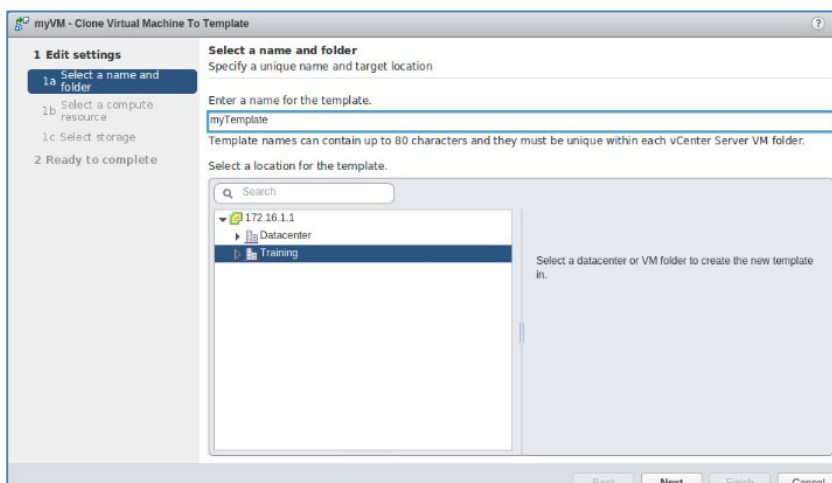 myVM - Clone Virtual Machine To Template
?
1 Edit settings
1a Select a name and
folder
1b Select a compute
resource
1c Select storage
2 Ready to complete
Select a name and folder
Specify a unique name and target location
Enter a name for the template.
myTemplate
Template names can contain up to 80 characters and they must be unique within each vCenter Server VM folder.
Select a location for the template.
Search
172.16.1.1
Datacenter
Training
Select a datacenter or VM folder to create the new template
in.
Back Next Finish Cancel